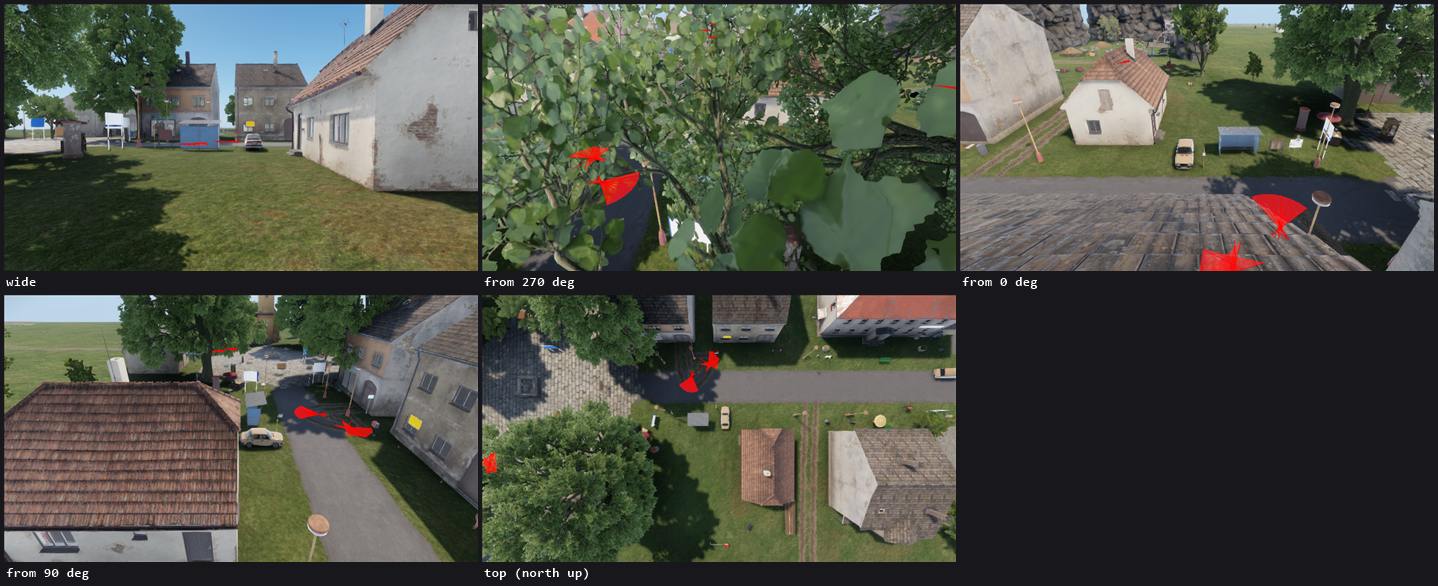 wide
from 270 deg
from 0 deg
from 90 deg
top (north up)